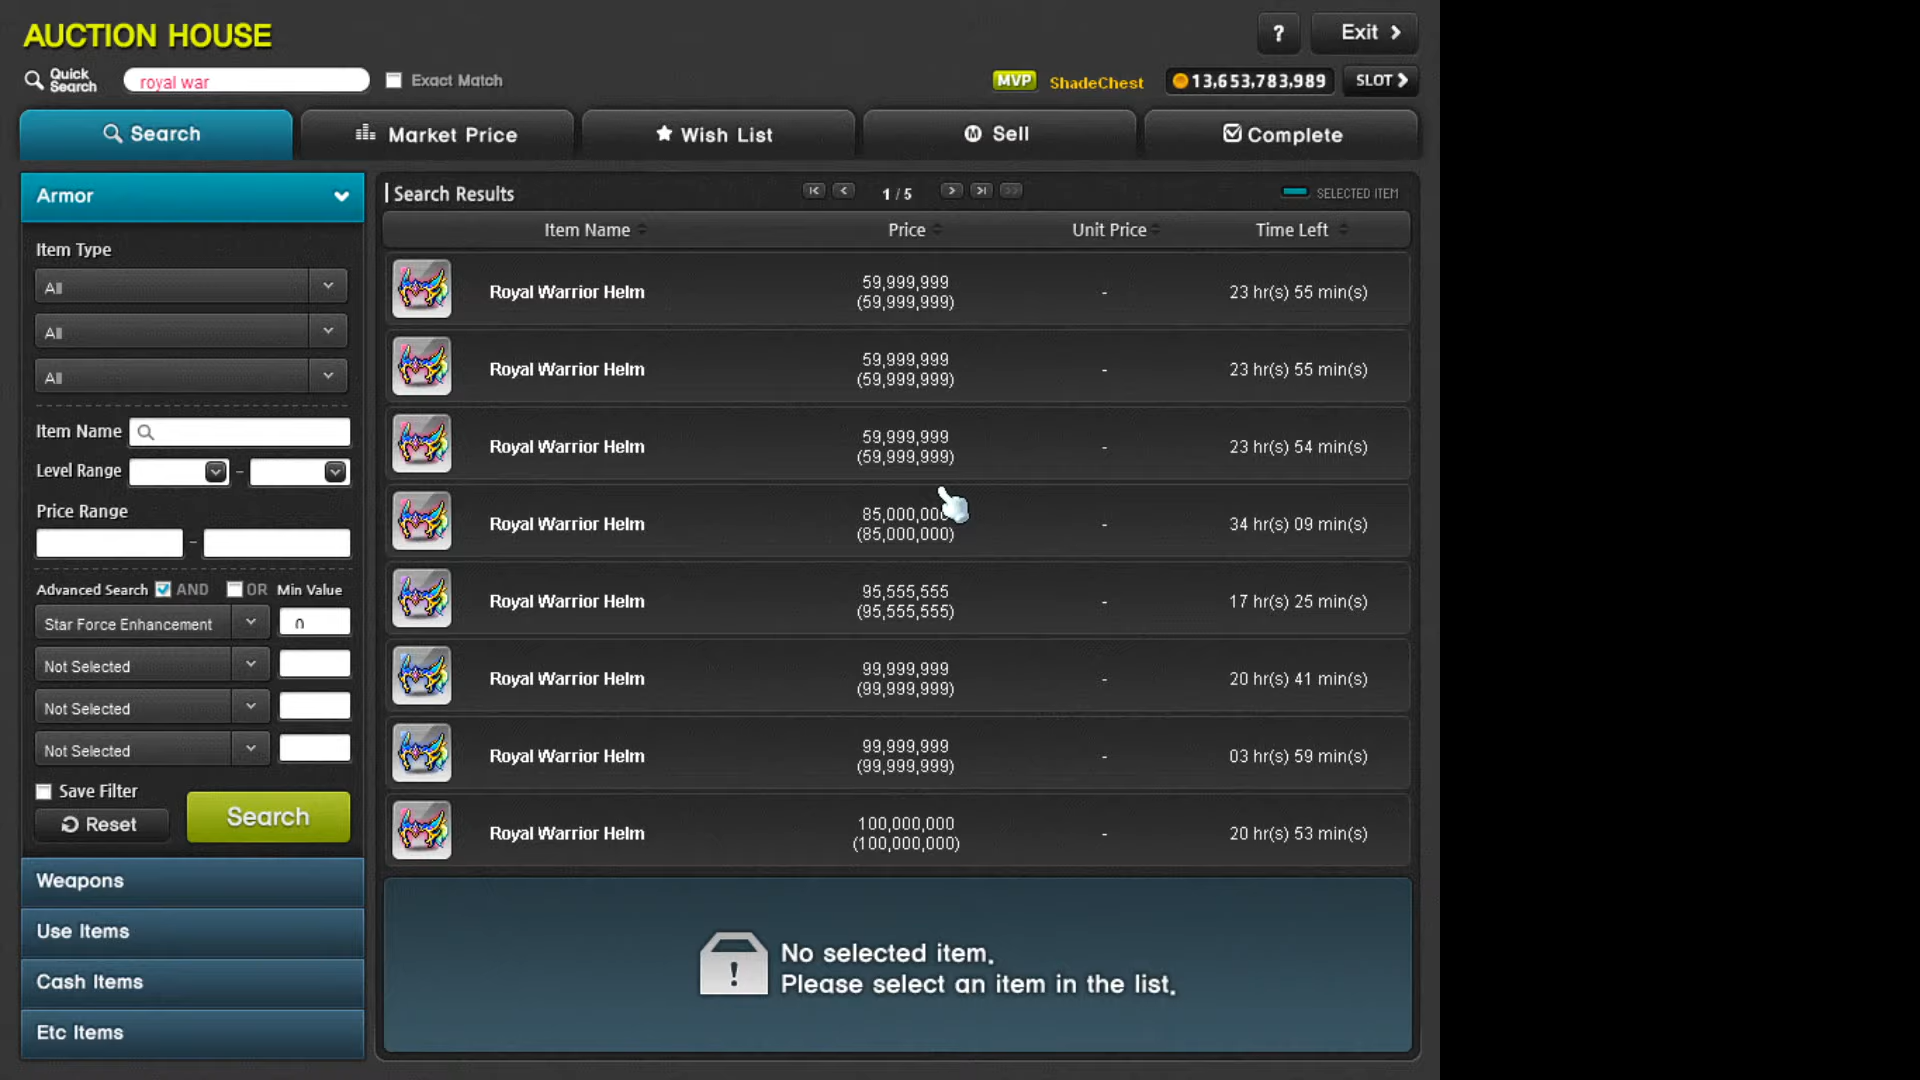 AUCTION HOUSE
? Exit
Quick Search royal war Exact Match
MVP ShadeChest 13,653,783,989 SLOT
Search Market Price Wish List Sell Complete
Armor
Item Type
All
All
All
Item Name
Level Range -
Price Range
-
Advanced Search AND OR Min Value
Star Force Enhancement 0
Not Selected
Not Selected
Not Selected
Save Filter
Reset Search
Weapons
Use Items
Cash Items
Etc Items
Search Results 1 / 5 SELECTED ITEM
Item Name Price Unit Price Time Left
Royal Warrior Helm 59,999,999 (59,999,999) - 23 hr(s) 55 min(s)
Royal Warrior Helm 59,999,999 (59,999,999) - 23 hr(s) 55 min(s)
Royal Warrior Helm 59,999,999 (59,999,999) - 23 hr(s) 54 min(s)
Royal Warrior Helm 85,000,000 (85,000,000) - 34 hr(s) 09 min(s)
Royal Warrior Helm 95,555,555 (95,555,555) - 17 hr(s) 25 min(s)
Royal Warrior Helm 99,999,999 (99,999,999) - 20 hr(s) 41 min(s)
Royal Warrior Helm 99,999,999 (99,999,999) - 03 hr(s) 59 min(s)
Royal Warrior Helm 100,000,000 (100,000,000) - 20 hr(s) 53 min(s)
No selected item.
Please select an item in the list.